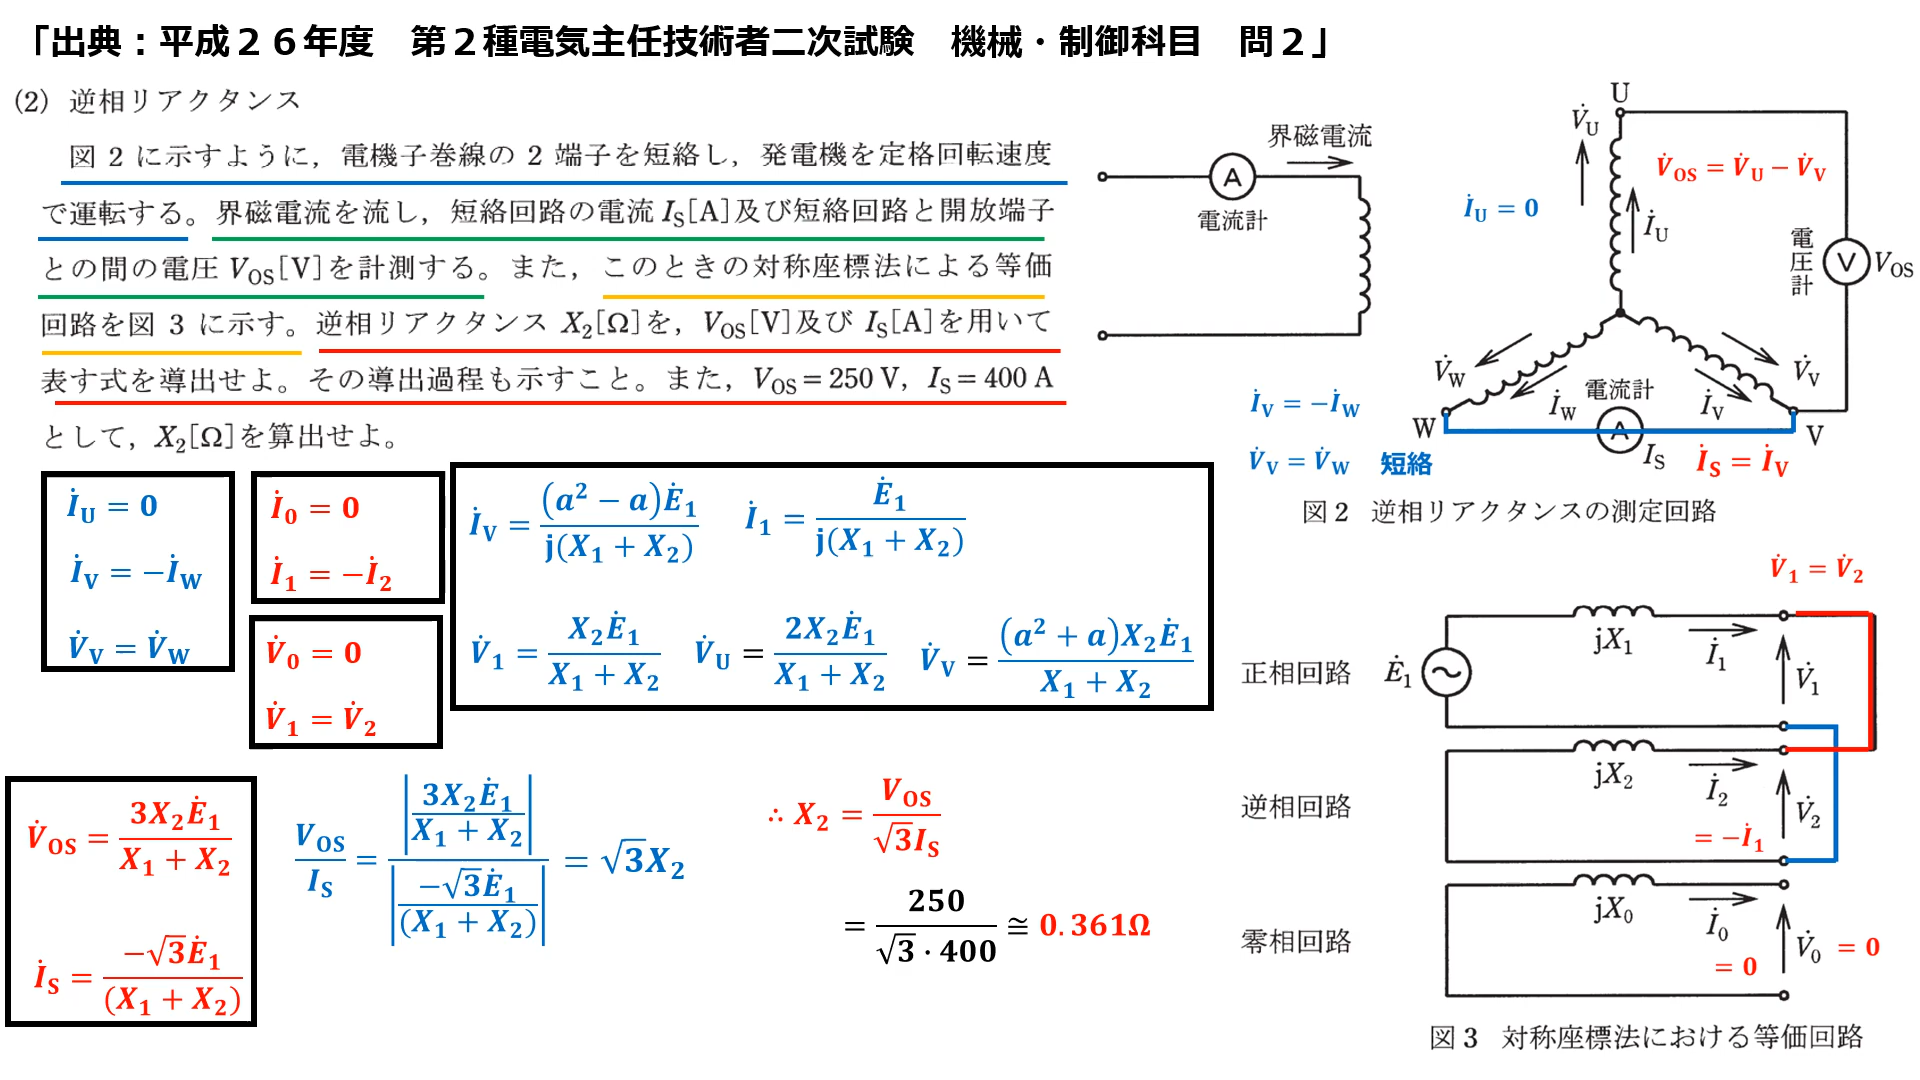 「出典：平成２６年度　第２種電気主任技術者二次試験　機械・制御科目　問２」
(2) 逆相リアクタンス
図 2 に示すように，電機子巻線の 2 端子を短絡し，発電機を定格回転速度
で運転する。界磁電流を流し，短絡回路の電流 I_S[A]及び短絡回路と開放端子
との間の電圧 V_OS[V]を計測する。また，このときの対称座標法による等価
回路を図 3 に示す。逆相リアクタンス X_2[Ω]を，V_OS[V]及び I_S[A]を用いて
表す式を導出せよ。その導出過程も示すこと。また，V_OS = 250 V，I_S = 400 A
として，X_2[Ω]を算出せよ。
界磁電流
A
電流計
U
V̇_U
V̇_OS = V̇_U − V̇_V
İ_U = 0
İ_U
電圧計
V
V_OS
V̇_W
İ_W
電流計
İ_V
V̇_V
İ_V = −İ_W
W
A
V
V̇_V = V̇_W 短絡
I_S
İ_S = İ_V
図 2 逆相リアクタンスの測定回路
İ_U = 0
İ_V = −İ_W
V̇_V = V̇_W
İ_0 = 0
İ_1 = −İ_2
V̇_0 = 0
V̇_1 = V̇_2
İ_V = (a² − a)Ė_1 / j(X_1 + X_2)
İ_1 = Ė_1 / j(X_1 + X_2)
V̇_1 = X_2Ė_1 / X_1 + X_2
V̇_U = 2X_2Ė_1 / X_1 + X_2
V̇_V = (a² + a)X_2Ė_1 / X_1 + X_2
V̇_OS = 3X_2Ė_1 / X_1 + X_2
İ_S = −√3Ė_1 / (X_1 + X_2)
V_OS / I_S = |3X_2Ė_1 / X_1 + X_2| / |−√3Ė_1 / (X_1 + X_2)| = √3X_2
∴ X_2 = V_OS / √3I_S
= 250 / √3 · 400 ≅ 0.361Ω
V̇_1 = V̇_2
正相回路
Ė_1
jX_1
İ_1
V̇_1
逆相回路
jX_2
İ_2
= −İ_1
V̇_2
零相回路
jX_0
İ_0
= 0
V̇_0 = 0
図 3 対称座標法における等価回路